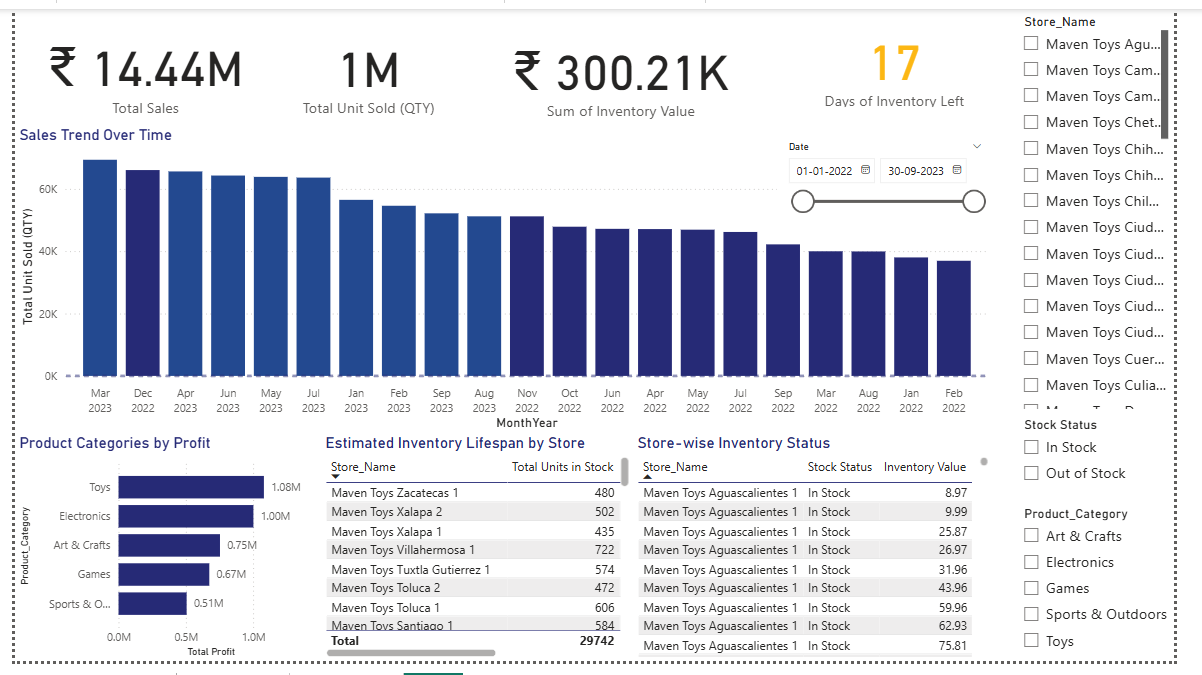 ₹ 14.44M
Total Sales
1M
Total Unit Sold (QTY)
₹ 300.21K
Sum of Inventory Value
17
Days of Inventory Left
Sales Trend Over Time
Date
01-01-2022 30-09-2023
Total Unit Sold (QTY)
60K
40K
20K
0K
Mar 2023
Dec 2022
Apr 2023
Jun 2023
May 2023
Jul 2023
Jan 2023
Feb 2023
Sep 2023
Aug 2023
Nov 2022
Oct 2022
Jun 2022
Apr 2022
May 2022
Jul 2022
Sep 2022
Mar 2022
Aug 2022
Jan 2022
Feb 2022
MonthYear
Product Categories by Profit
Product_Category
Toys 1.08M
Electronics 1.00M
Art & Crafts 0.75M
Games 0.67M
Sports & O... 0.51M
0.0M 0.5M 1.0M
Total Profit
Estimated Inventory Lifespan by Store
Store_Name Total Units in Stock
Maven Toys Zacatecas 1 480
Maven Toys Xalapa 2 502
Maven Toys Xalapa 1 435
Maven Toys Villahermosa 1 722
Maven Toys Tuxtla Gutierrez 1 574
Maven Toys Toluca 2 472
Maven Toys Toluca 1 606
Maven Toys Santiago 1 584
Total 29742
Store-wise Inventory Status
Store_Name Stock Status Inventory Value
Maven Toys Aguascalientes 1 In Stock 8.97
Maven Toys Aguascalientes 1 In Stock 9.99
Maven Toys Aguascalientes 1 In Stock 25.87
Maven Toys Aguascalientes 1 In Stock 26.97
Maven Toys Aguascalientes 1 In Stock 31.96
Maven Toys Aguascalientes 1 In Stock 43.96
Maven Toys Aguascalientes 1 In Stock 59.96
Maven Toys Aguascalientes 1 In Stock 62.93
Maven Toys Aguascalientes 1 In Stock 75.81
Store_Name
Maven Toys Agu...
Maven Toys Cam...
Maven Toys Cam...
Maven Toys Chet...
Maven Toys Chih...
Maven Toys Chih...
Maven Toys Chil...
Maven Toys Ciud...
Maven Toys Ciud...
Maven Toys Ciud...
Maven Toys Ciud...
Maven Toys Ciud...
Maven Toys Cuer...
Maven Toys Culia...
Stock Status
In Stock
Out of Stock
Product_Category
Art & Crafts
Electronics
Games
Sports & Outdoors
Toys